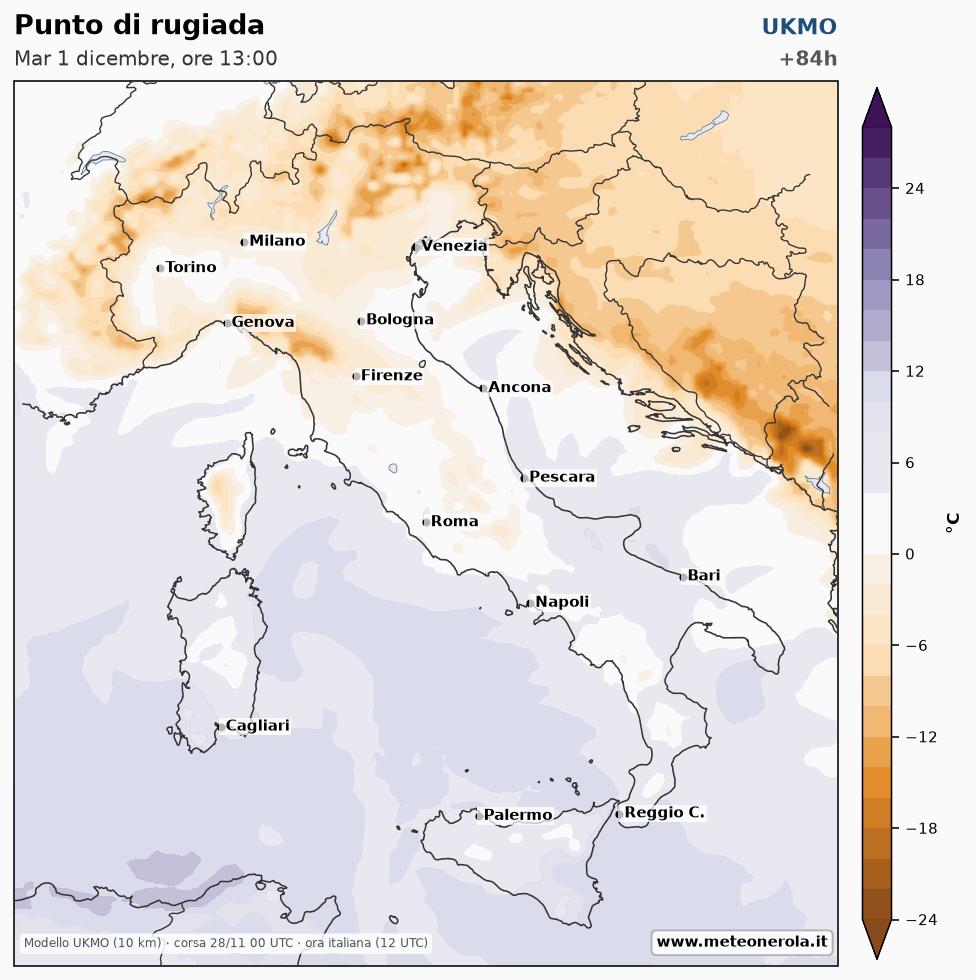 Punto di rugiada
UKMO
Mar 1 dicembre, ore 13:00
+84h
Milano
Venezia
Torino
Genova
Bologna
Firenze
Ancona
Pescara
Roma
Bari
Napoli
Cagliari
Palermo
Reggio C.
24
18
12
6
0
−6
−12
−18
−24
°C
Modello UKMO (10 km) · corsa 28/11 00 UTC · ora italiana (12 UTC)
www.meteonerola.it